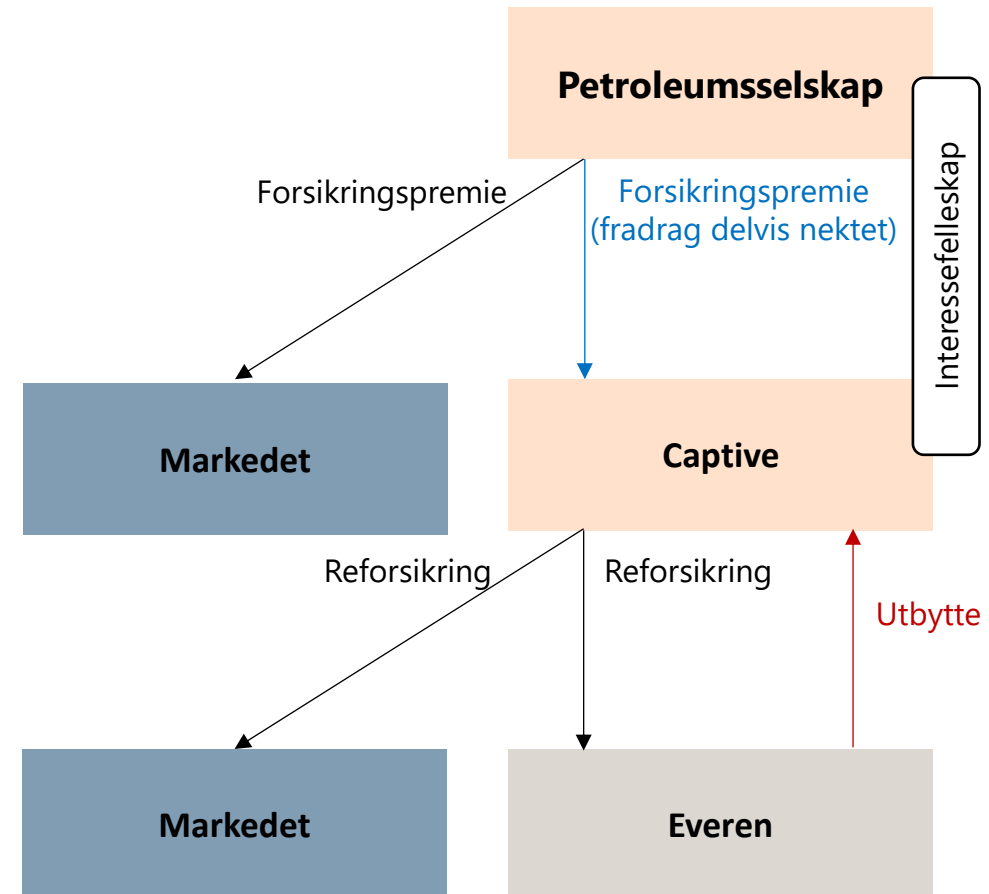 Petroleumsselskap
Interessefelleskap
Forsikringspremie
Forsikringspremie
(fradrag delvis nektet)
Markedet
Captive
Reforsikring
Reforsikring
Utbytte
Markedet
Everen